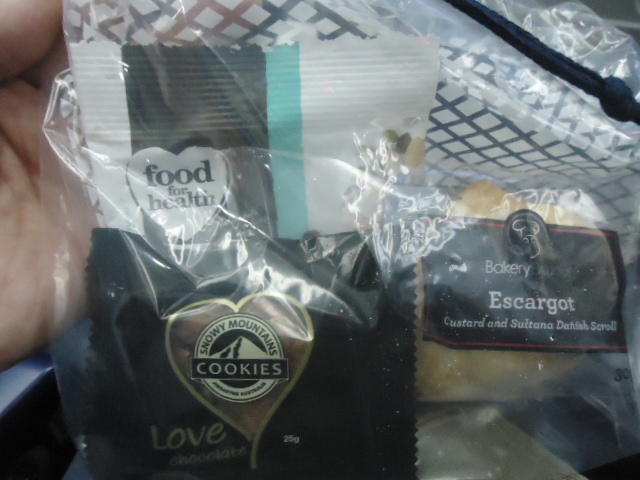 food
for
health
Bakery
Escargot
Custard and Sultana Danish Scroll
SNOWY MOUNTAINS
COOKIES
Love
chocolate
25g